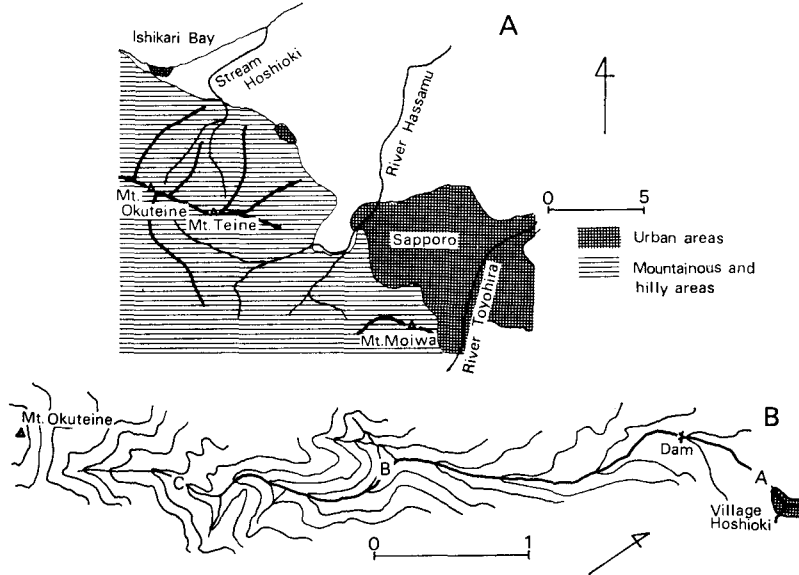 A
Ishikari Bay
Stream
Hoshioki
River Hassamu
Mt.
Okuteine
Mt. Teine
Sapporo
River Toyohira
Mt. Moiwa
0 5
Urban areas
Mountainous and
hilly areas
B
Mt. Okuteine
C
B
Dam
A
Village
Hoshioki
0 1